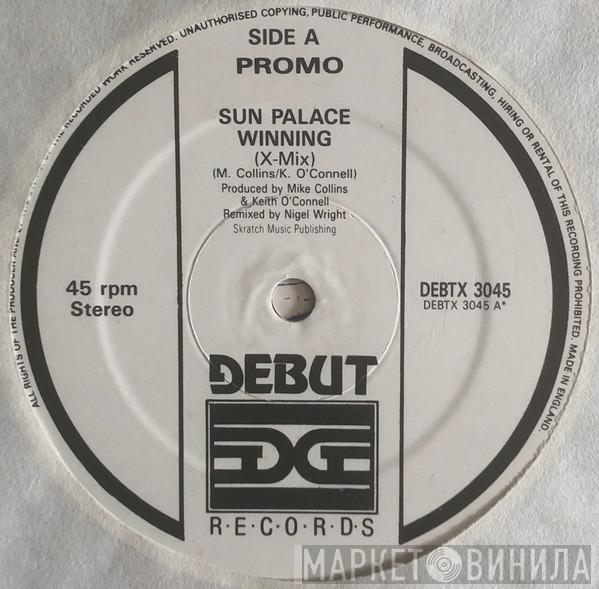 SIDE A
PROMO
SUN PALACE
WINNING
(X-Mix)
(M. Collins/K. O'Connell)
Produced by Mike Collins
& Keith O'Connell
Remixed by Nigel Wright
Skratch Music Publishing
45 rpm
Stereo
DEBTX 3045
DEBTX 3045 A*
DEBUT
R·E·C·O·R·D·S
ALL RIGHTS OF THE PRODUCER AND OF THE RECORDED WORK RESERVED. UNAUTHORISED COPYING, PUBLIC PERFORMANCE, BROADCASTING, HIRING OR RENTAL OF THIS RECORDING PROHIBITED. MADE IN ENGLAND.
МАРКЕТ ВИНИЛА